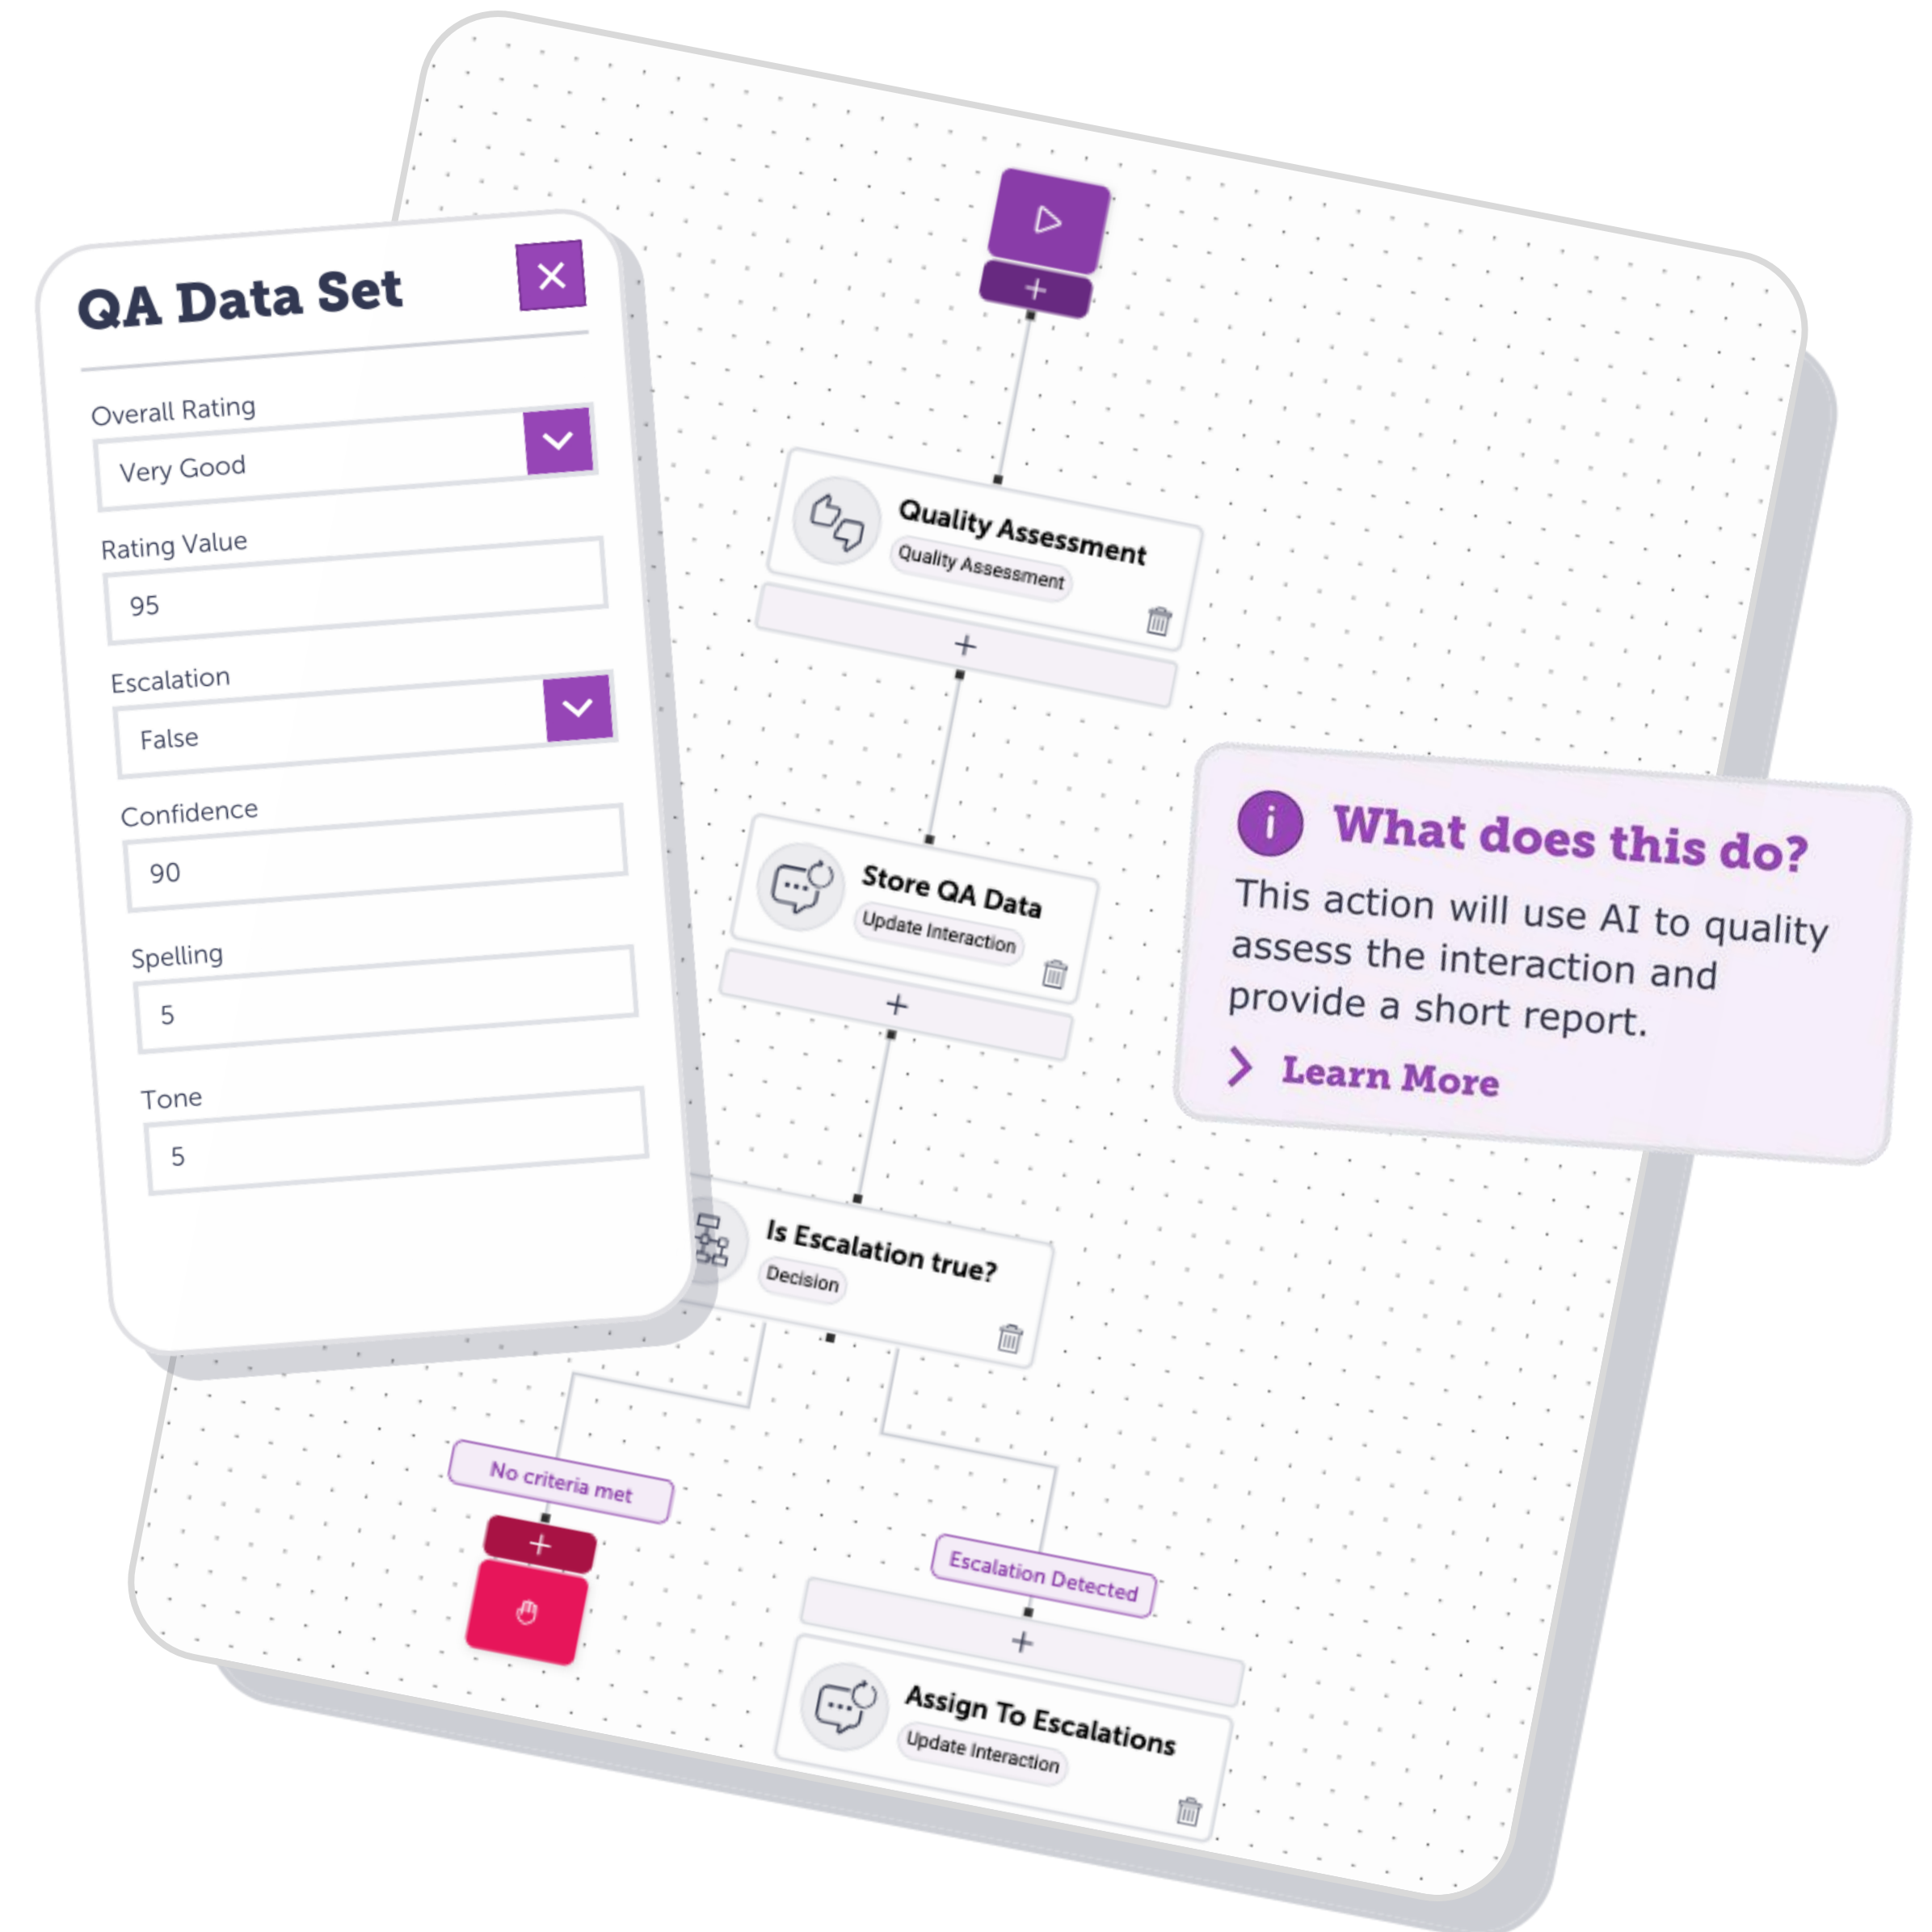 QA Data Set
Overall Rating
Very Good
Rating Value
95
Escalation
False
Confidence
90
Spelling
5
Tone
5
Quality Assessment
Quality Assessment
Store QA Data
Update Interaction
Is Escalation true?
Decision
No criteria met
Escalation Detected
Assign To Escalations
Update Interaction
What does this do?
This action will use AI to quality
assess the interaction and
provide a short report.
Learn More